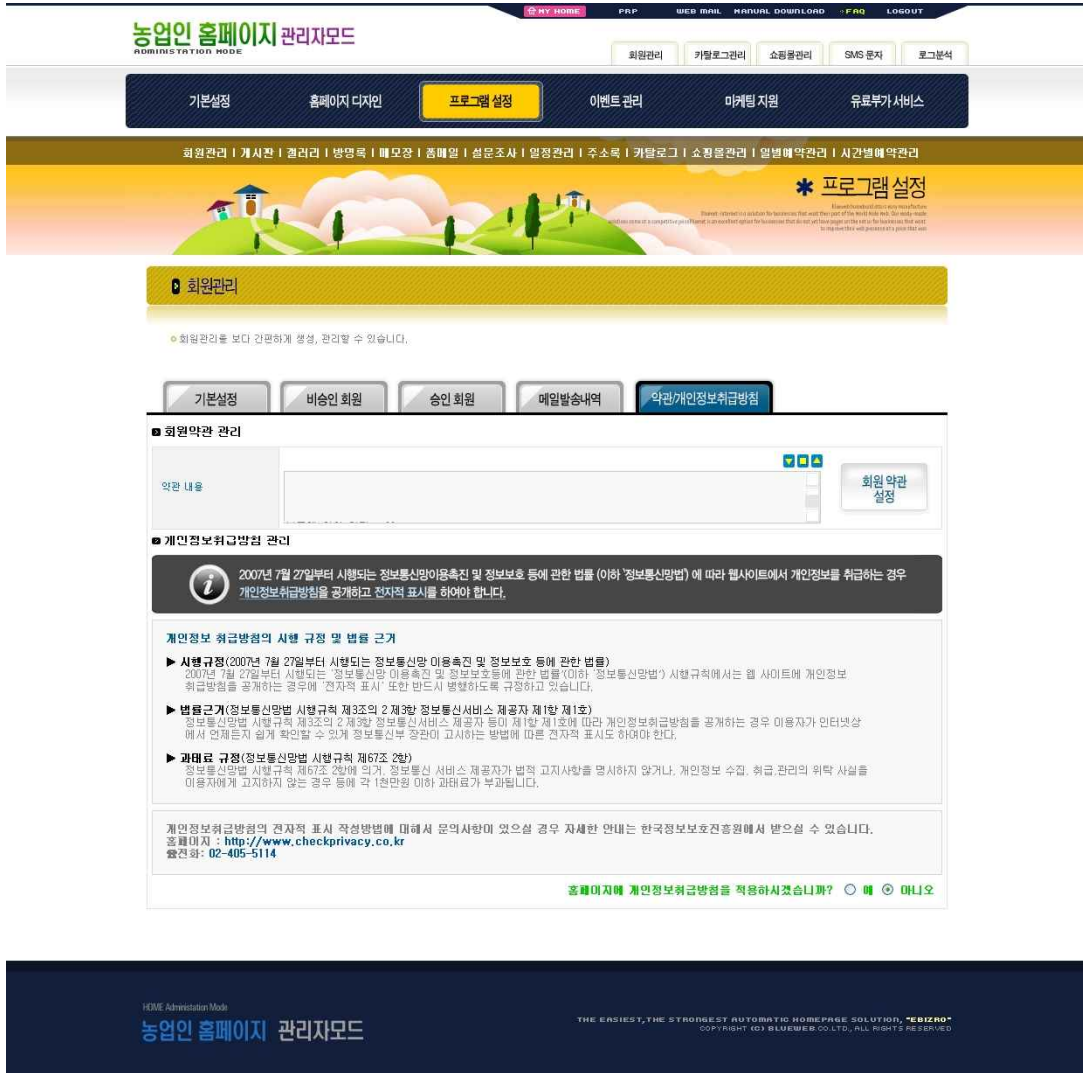 MY HOME PRP WEB MAIL MANUAL DOWNLOAD FAQ LOGOUT
농업인 홈페이지 관리자모드
ADMINISTATION MODE
회원관리 카탈로그관리 쇼핑몰관리 SMS 문자 로그분석
기본설정 홈페이지 디자인 프로그램 설정 이벤트 관리 마케팅 지원 유료부가 서비스
회원관리 | 게시판 | 갤러리 | 방명록 | 메모장 | 폼메일 | 설문조사 | 일정관리 | 주소록 | 카탈로그 | 쇼핑몰관리 | 일별예약관리 | 시간별예약관리
프로그램 설정
회원관리
회원관리를 보다 간편하게 생성, 관리할 수 있습니다.
기본설정 비승인 회원 승인 회원 메일발송내역 약관/개인정보취급방침
회원약관 관리
약관 내용
회원 약관
설정
개인정보취급방침 관리
2007년 7월 27일부터 시행되는 정보통신망이용촉진 및 정보보호 등에 관한 법률 (이하 '정보통신망법') 에 따라 웹사이트에서 개인정보를 취급하는 경우
개인정보취급방침을 공개하고 전자적 표시를 하여야 합니다.
개인정보 취급방침의 시행 규정 및 법률 근거
▶ 시행규정(2007년 7월 27일부터 시행되는 정보통신망 이용촉진 및 정보보호 등에 관한 법률)
2007년 7월 27일부터 시행되는 '정보통신망 이용촉진 및 정보보호등에 관한 법률'(이하 '정보통신망법') 시행규칙에서는 웹 사이트에 개인정보
취급방침을 공개하는 경우에 '전자적 표시' 또한 반드시 병행하도록 규정하고 있습니다.
▶ 법률근거(정보통신망법 시행규칙 제3조의 2 제3항 정보통신서비스 제공자 제1항 제1호)
정보통신망법 시행규칙 제3조의 2 제3항 정보통신서비스 제공자 등이 제1항 제1호에 따라 개인정보취급방침을 공개하는 경우 이용자가 인터넷상
에서 언제든지 쉽게 확인할 수 있게 정보통신부 장관이 고시하는 방법에 따른 전자적 표시도 하여야 한다.
▶ 과태료 규정(정보통신망법 시행규칙 제67조 2항)
정보통신망법 시행규칙 제67조 2항에 의거, 정보통신 서비스 제공자가 법적 고지사항을 명시하지 않거나, 개인정보 수집, 취급,관리의 위탁 사실을
이용자에게 고지하지 않는 경우 등에 각 1천만원 이하 과태료가 부과됩니다.
개인정보취급방침의 전자적 표시 작성방법에 대해서 문의사항이 있으실 경우 자세한 안내는 한국정보보호진흥원에서 받으실 수 있습니다.
홈페이지 : http://www.checkprivacy.co.kr
☎전화: 02-405-5114
홈페이지에 개인정보취급방침을 적용하시겠습니까? 예 아니오
HOME Administation Mode
농업인 홈페이지 관리자모드
THE EASIEST, THE STRONGEST AUTOMATIC HOMEPAGE SOLUTION, "EBIZRO"
COPYRIGHT (C) BLUEWEB CO.LTD., ALL RIGHTS RESERVED